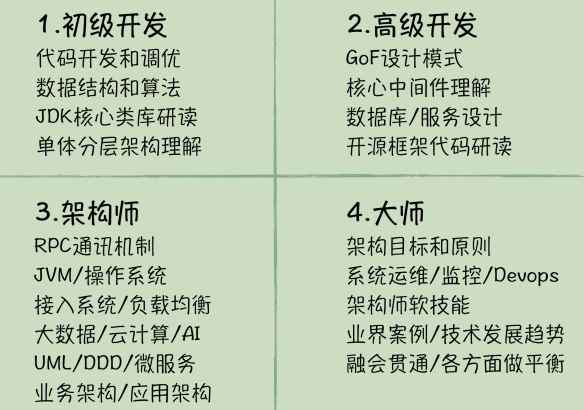 1.初级开发
代码开发和调优
数据结构和算法
JDK核心类库研读
单体分层架构理解
2.高级开发
GoF设计模式
核心中间件理解
数据库/服务设计
开源框架代码研读
3.架构师
RPC通讯机制
JVM/操作系统
接入系统/负载均衡
大数据/云计算/AI
UML/DDD/微服务
业务架构/应用架构
4.大师
架构目标和原则
系统运维/监控/Devops
架构师软技能
业界案例/技术发展趋势
融会贯通/各方面做平衡